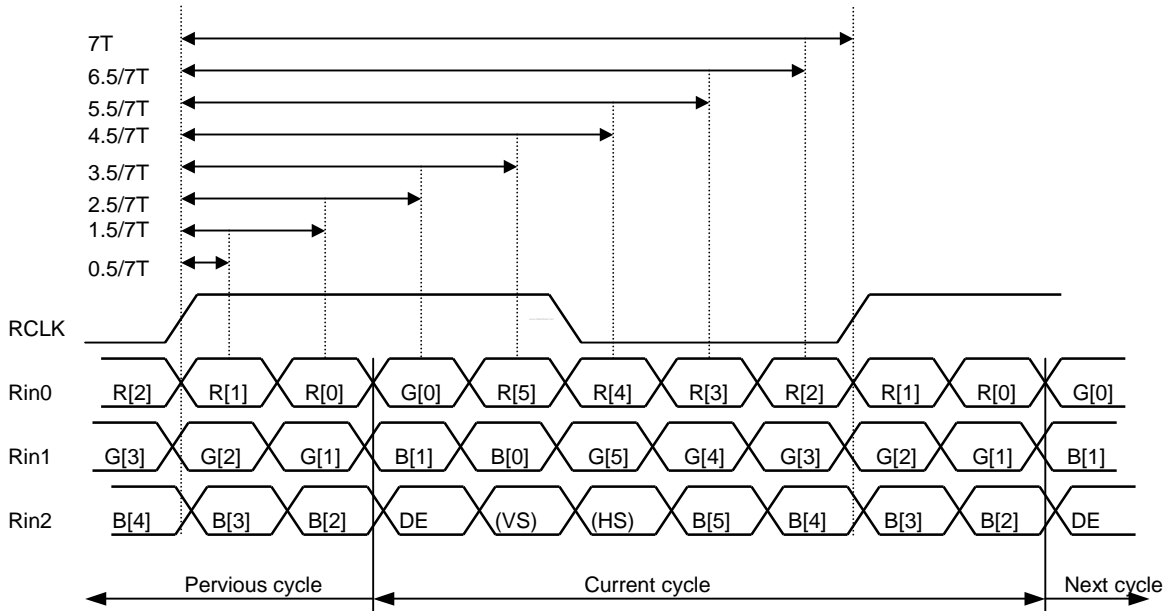 7T
6.5/7T
5.5/7T
4.5/7T
3.5/7T
2.5/7T
1.5/7T
0.5/7T
RCLK
Rin0 R[2] R[1] R[0] G[0] R[5] R[4] R[3] R[2] R[1] R[0] G[0]
Rin1 G[3] G[2] G[1] B[1] B[0] G[5] G[4] G[3] G[2] G[1] B[1]
Rin2 B[4] B[3] B[2] DE (VS) (HS) B[5] B[4] B[3] B[2] DE
Pervious cycle Current cycle Next cycle